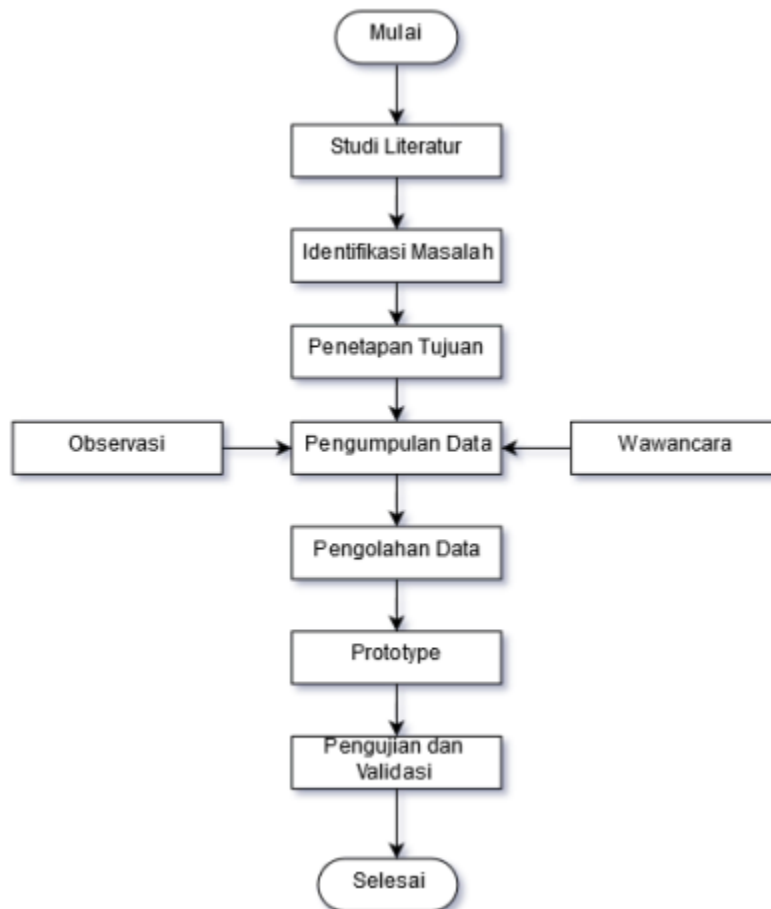 Mulai
Studi Literatur
Identifikasi Masalah
Penetapan Tujuan
Observasi
Pengumpulan Data
Wawancara
Pengolahan Data
Prototype
Pengujian dan
Validasi
Selesai